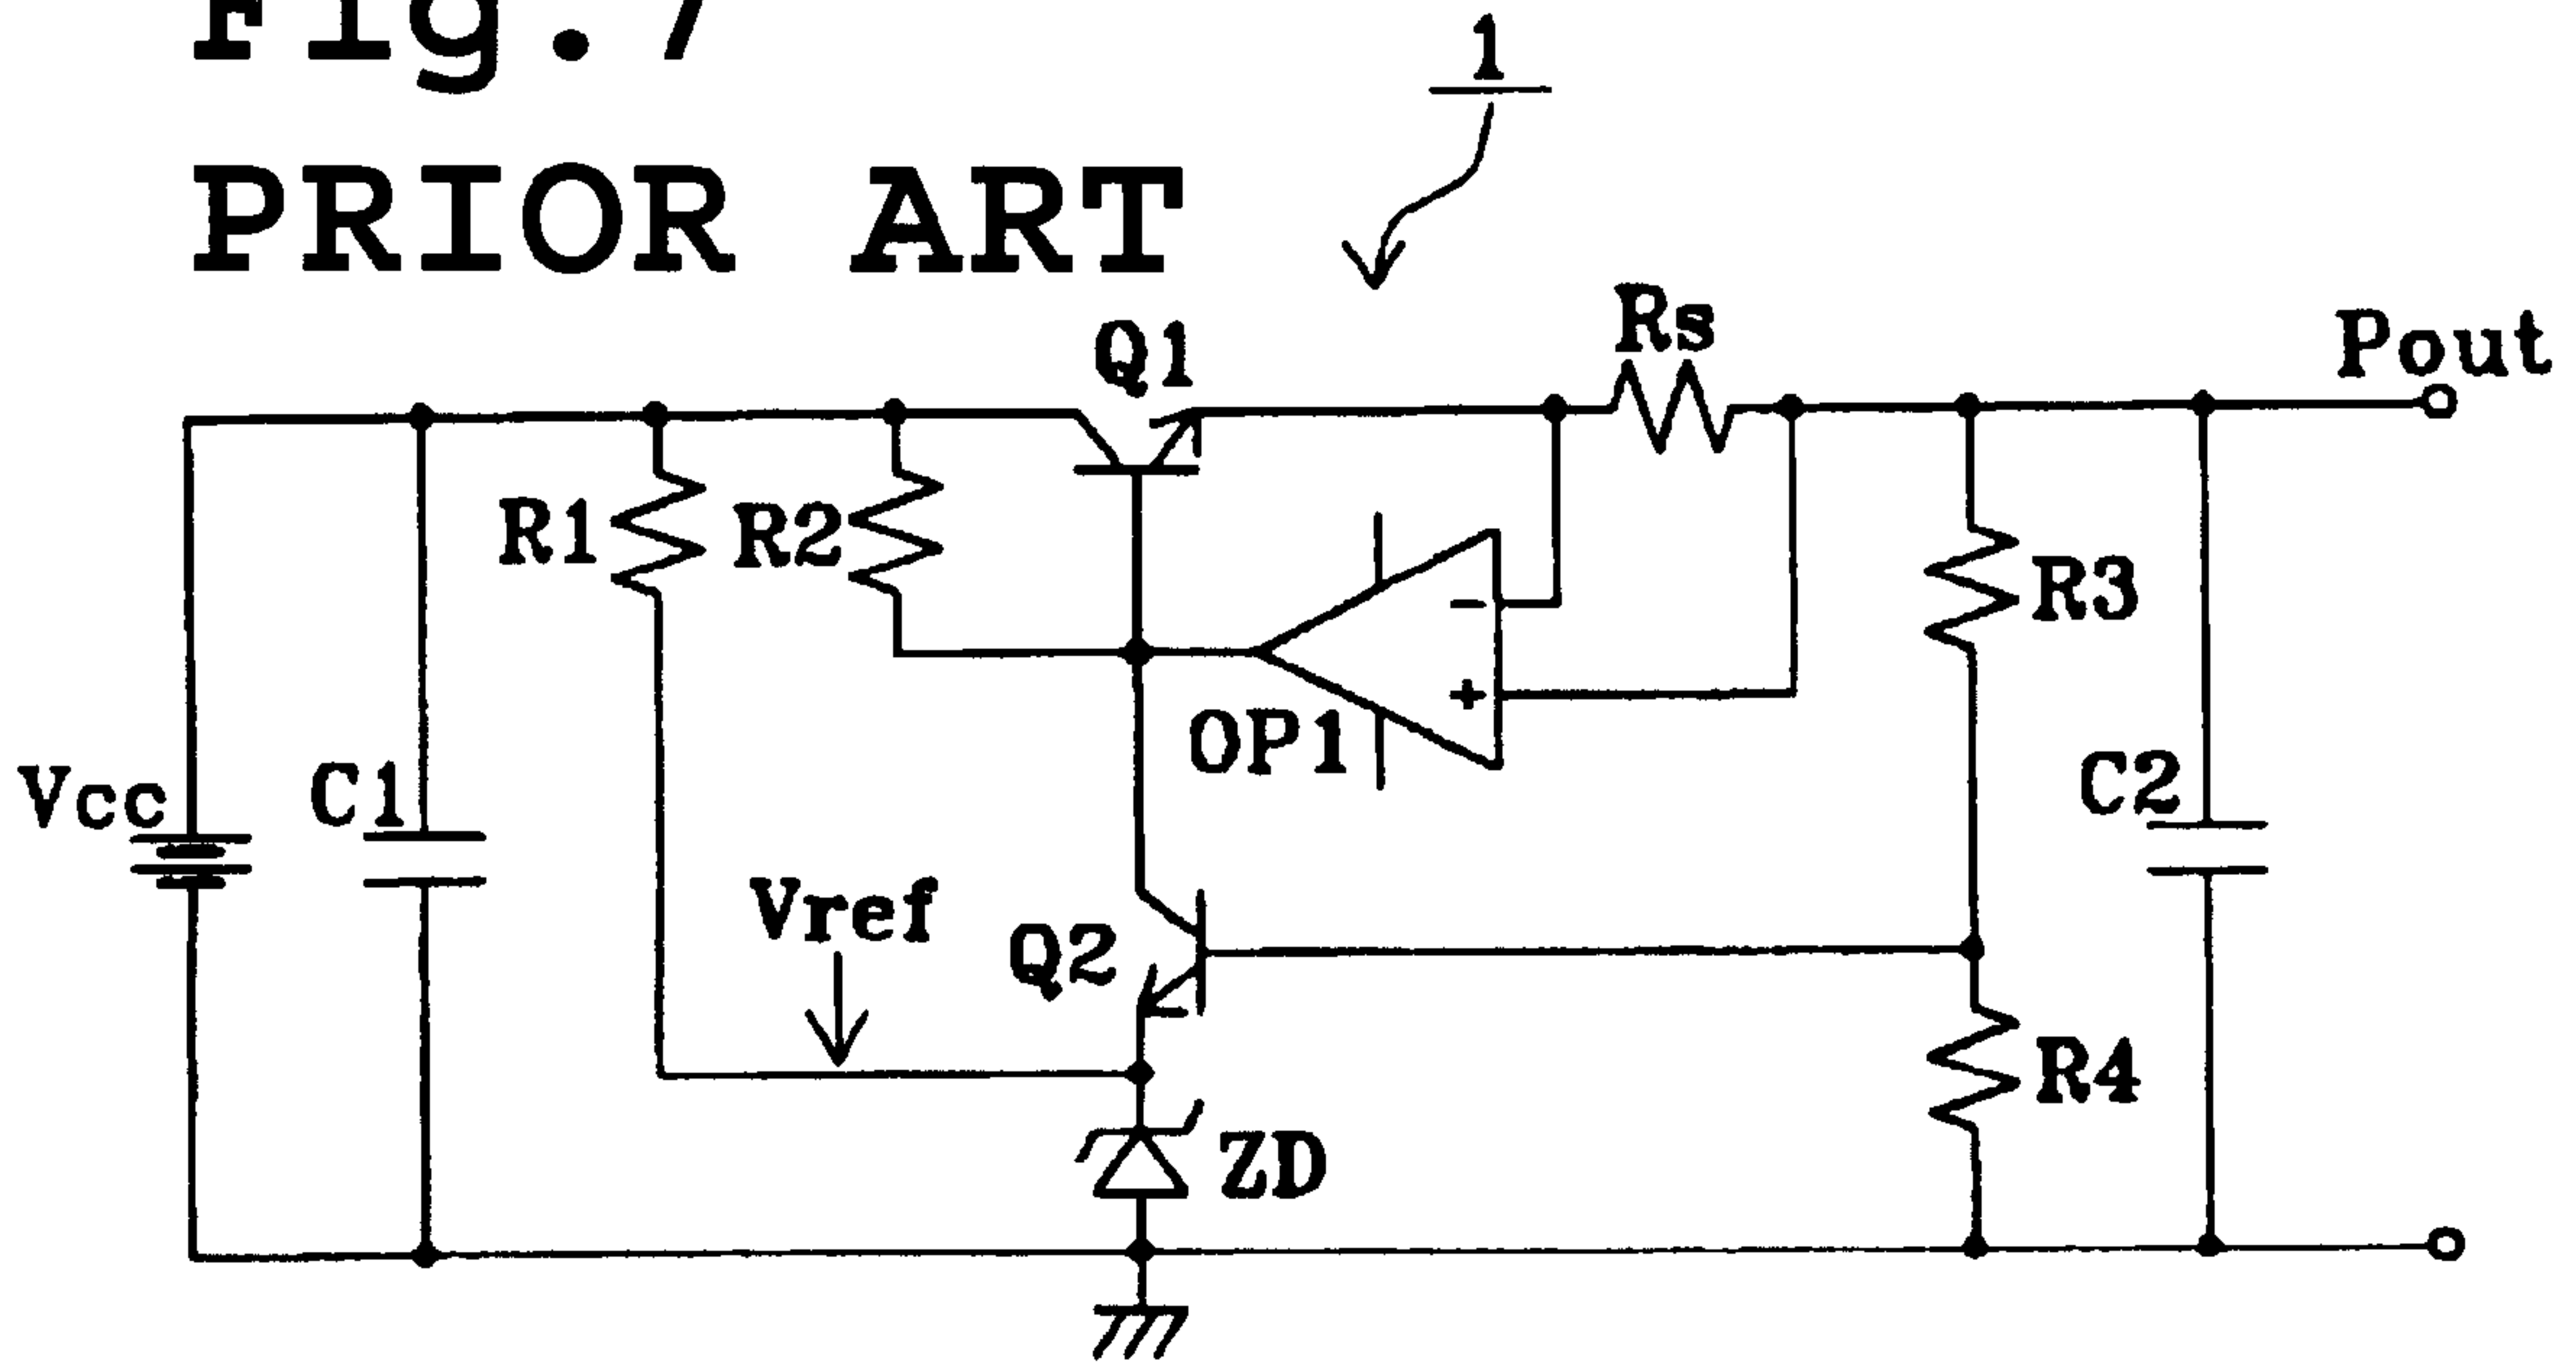 Fig.7
1
PRIOR ART
Q1
Rs
Pout
R1
R2
-
+
OP1
R3
Vcc
C1
C2
Vref
Q2
R4
ZD